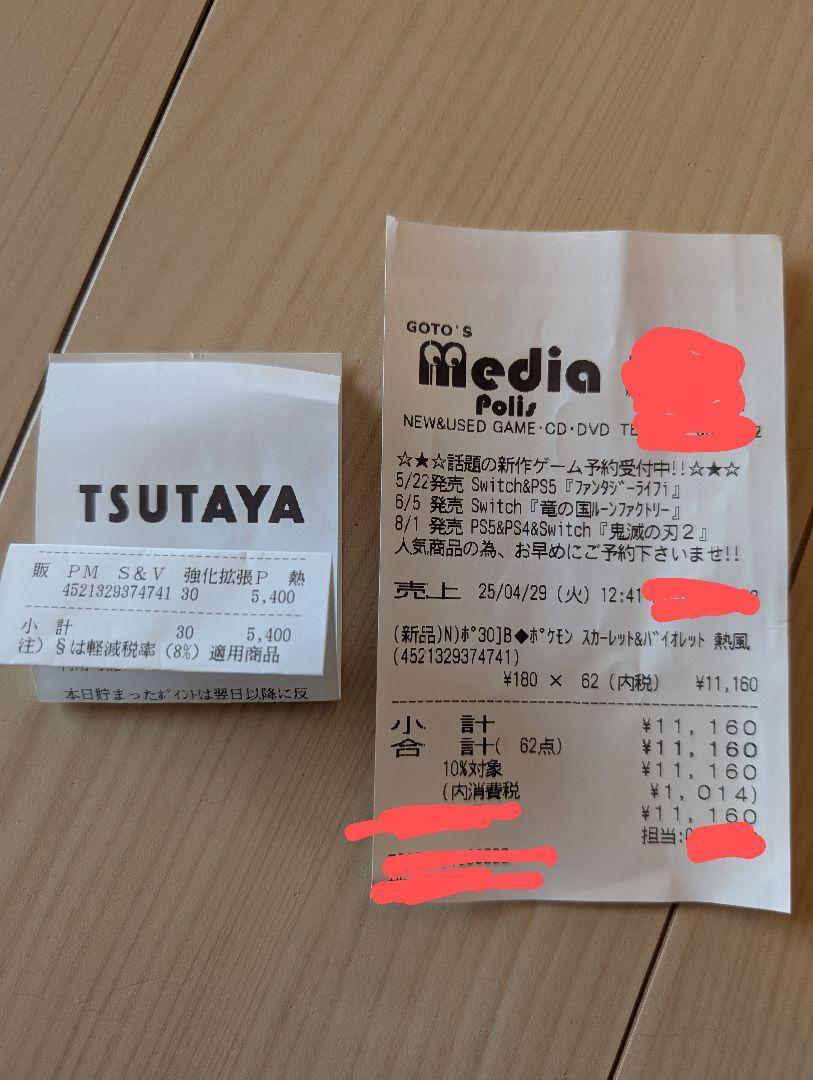 TSUTAYA
販 PM S&V 強化拡張P 熱
4521329374741 30 5,400
小 計 30 5,400
注) §は軽減税率(8%)適用商品
本日貯まったポイントは翌日以降に反
GOTO'S
Media
Polis
NEW&USED GAME・CD・DVD
☆★☆話題の新作ゲーム予約受付中!!☆★☆
5/22発売 Switch&PS5『ファンタジーライフi』
6/5 発売 Switch『竜の国ルーンファクトリー』
8/1 発売 PS5&PS4&Switch『鬼滅の刃2』
人気商品の為、お早めにご予約下さいませ!!
売上 25/04/29 (火) 12:41
(新品)N)ポ30]B◆ポケモン スカーレット&バイオレット 熱風
(4521329374741)
¥180 × 62 (内税) ¥11,160
小 計 ¥11,160
合 計( 62点) ¥11,160
10%対象 ¥11,160
(内消費税 ¥1,014)
¥11,160
担当: